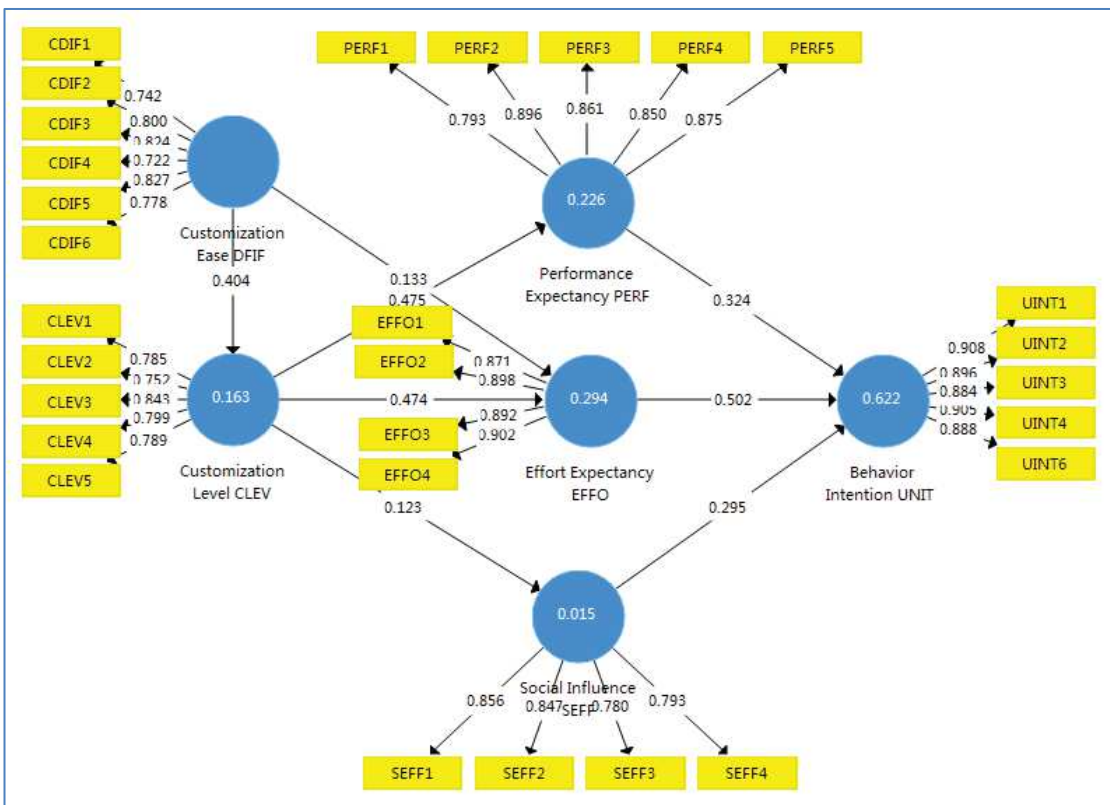 CDIF1
CDIF2
CDIF3
CDIF4
CDIF5
CDIF6
0.742
0.800
0.824
0.722
0.827
0.778
Customization
Ease DFIF
0.404
PERF1
PERF2
PERF3
PERF4
PERF5
0.793
0.896
0.861
0.850
0.875
0.226
Performance
Expectancy PERF
0.133
0.475
0.324
CLEV1
CLEV2
CLEV3
CLEV4
CLEV5
0.785
0.752
0.843
0.799
0.789
0.163
Customization
Level CLEV
0.474
0.123
EFFO1
EFFO2
EFFO3
EFFO4
0.871
0.898
0.892
0.902
0.294
Effort Expectancy
EFFO
0.502
0.295
0.622
Behavior
Intention UNIT
UINT1
UINT2
UINT3
UINT4
UINT6
0.908
0.896
0.884
0.905
0.888
0.015
Social Influence
SEFF
0.856
0.847
0.780
0.793
SEFF1
SEFF2
SEFF3
SEFF4